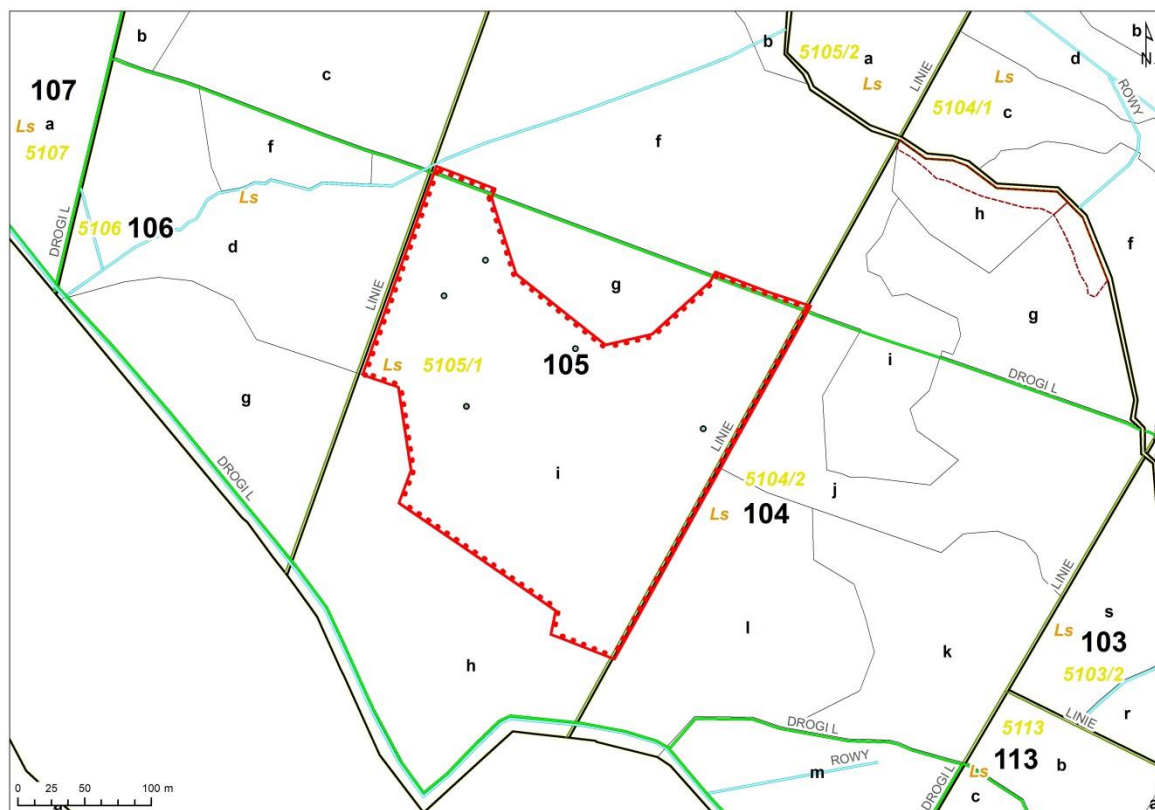 b
c
b
5105/2
a
Ls
LINIE
Ls
5104/1
c
d
ROWY
b
N
107
Ls
a
5107
f
f
Ls
h
f
DROGI L
5106
106
d
g
g
LINIE
i
DROGI L
Ls
5105/1
105
g
LINIE
DROGI L
i
5104/2
j
Ls
104
LINIE
s
Ls
103
5103/2
h
l
k
r
LINIE
DROGI L
5113
113
b
Ls
DROGI L
c
ROWY
m
0 25 50 100 m